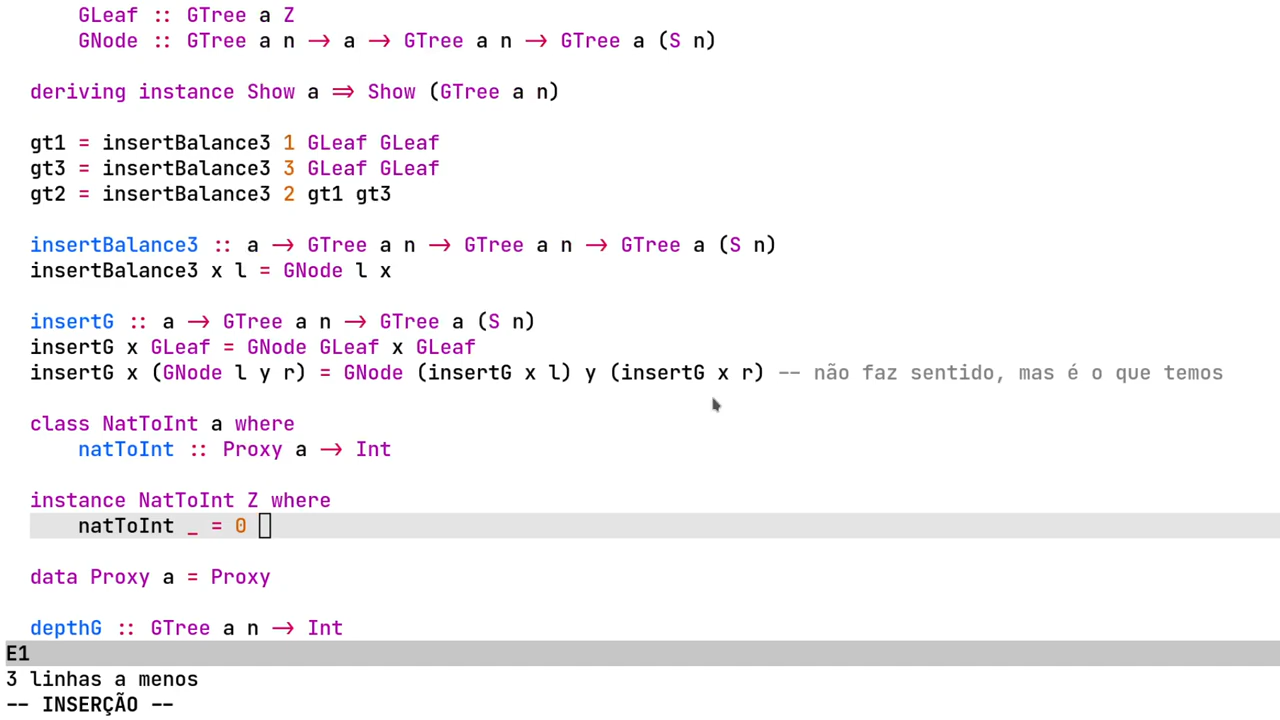 GLeaf :: GTree a Z
GNode :: GTree a n → a → GTree a n → GTree a (S n)
deriving instance Show a ⇒ Show (GTree a n)
gt1 = insertBalance3 1 GLeaf GLeaf
gt3 = insertBalance3 3 GLeaf GLeaf
gt2 = insertBalance3 2 gt1 gt3
insertBalance3 :: a → GTree a n → GTree a n → GTree a (S n)
insertBalance3 x l = GNode l x
insertG :: a → GTree a n → GTree a (S n)
insertG x GLeaf = GNode GLeaf x GLeaf
insertG x (GNode l y r) = GNode (insertG x l) y (insertG x r) -- não faz sentido, mas é o que temos
class NatToInt a where
natToInt :: Proxy a → Int
instance NatToInt Z where
natToInt _ = 0
data Proxy a = Proxy
depthG :: GTree a n → Int
E1
3 linhas a menos
-- INSERÇÃO --